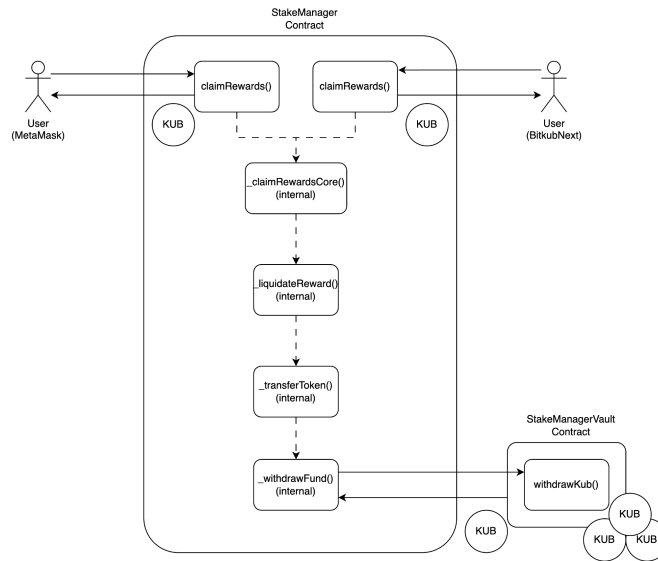 StakeManager
Contract
claimRewards()
claimRewards()
User
(MetaMask)
KUB
KUB
User
(BitkubNext)
_claimRewardsCore()
(internal)
_liquidateReward()
(internal)
_transferToken()
(internal)
StakeManagerVault
Contract
_withdrawFund()
(internal)
withdrawKub()
KUB
KUB
KUB
KUB